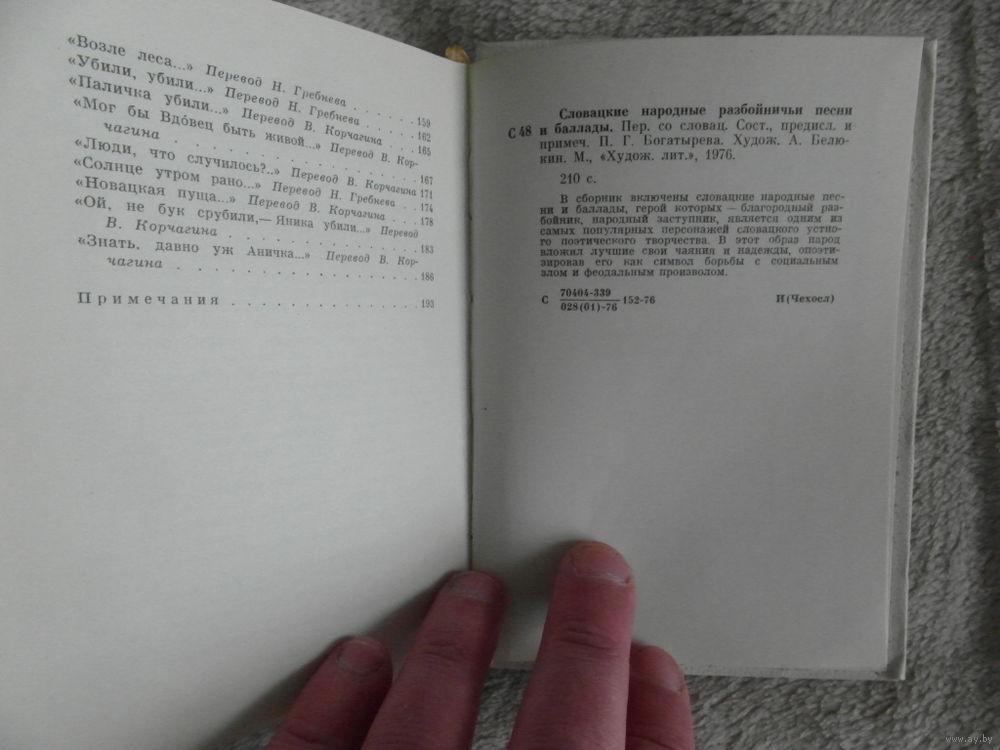 «Возле леса...» Перевод Н. Гребнева . . . . . 159
«Убили, убили...» Перевод Н. Гребнева . . . . 162
«Паличка убили...» Перевод В. Корчагина . . . 165
«Мог бы Вдóвец быть живой...» Перевод В. Кор-
чагина . . . . . . . . . . . . . . . . 167
«Люди, что случилось?..» Перевод В. Корчагина 171
«Солнце утром рано...» Перевод Н. Гребнева . . 174
«Новацкая пуща...» Перевод В. Корчагина . . . 178
«Ой, не бук срубили,— Яника убили...» Перевод
В. Корчагина . . . . . . . . . . . . . 183
«Знать, давно уж Аничка...» Перевод В. Кор-
чагина . . . . . . . . . . . . . . . . 186
Примечания . . . . . . . . . . . . . . 193
Словацкие народные разбойничьи песни
С 48 и баллады. Пер. со словац. Сост., предисл. и
примеч. П. Г. Богатырева. Худож. А. Белю-
кин. М., «Худож. лит.», 1976.
210 с.
В сборник включены словацкие народные пес-
ни и баллады, герой которых — благородный раз-
бойник, народный заступник, является одним из
самых популярных персонажей словацкого устно-
го поэтического творчества. В этот образ народ
вложил лучшие свои чаяния и надежды, опоэти-
зировав его как символ борьбы с социальным
злом и феодальным произволом.
70404-339
С 152-76 И (Чехосл)
028(01)-76
www.ay.by